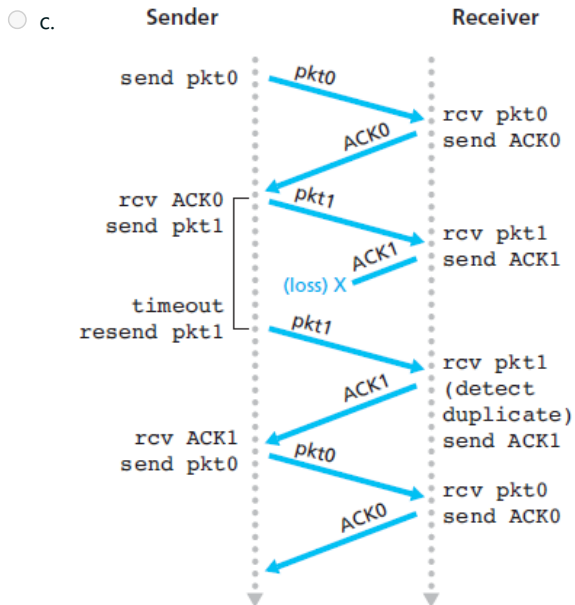 c.
Sender Receiver
send pkt0
pkt0
rcv pkt0
send ACK0
ACK0
rcv ACK0
send pkt1
pkt1
rcv pkt1
send ACK1
ACK1
(loss) X
timeout
resend pkt1
pkt1
rcv pkt1
(detect
duplicate)
send ACK1
ACK1
rcv ACK1
send pkt0
pkt0
rcv pkt0
send ACK0
ACK0